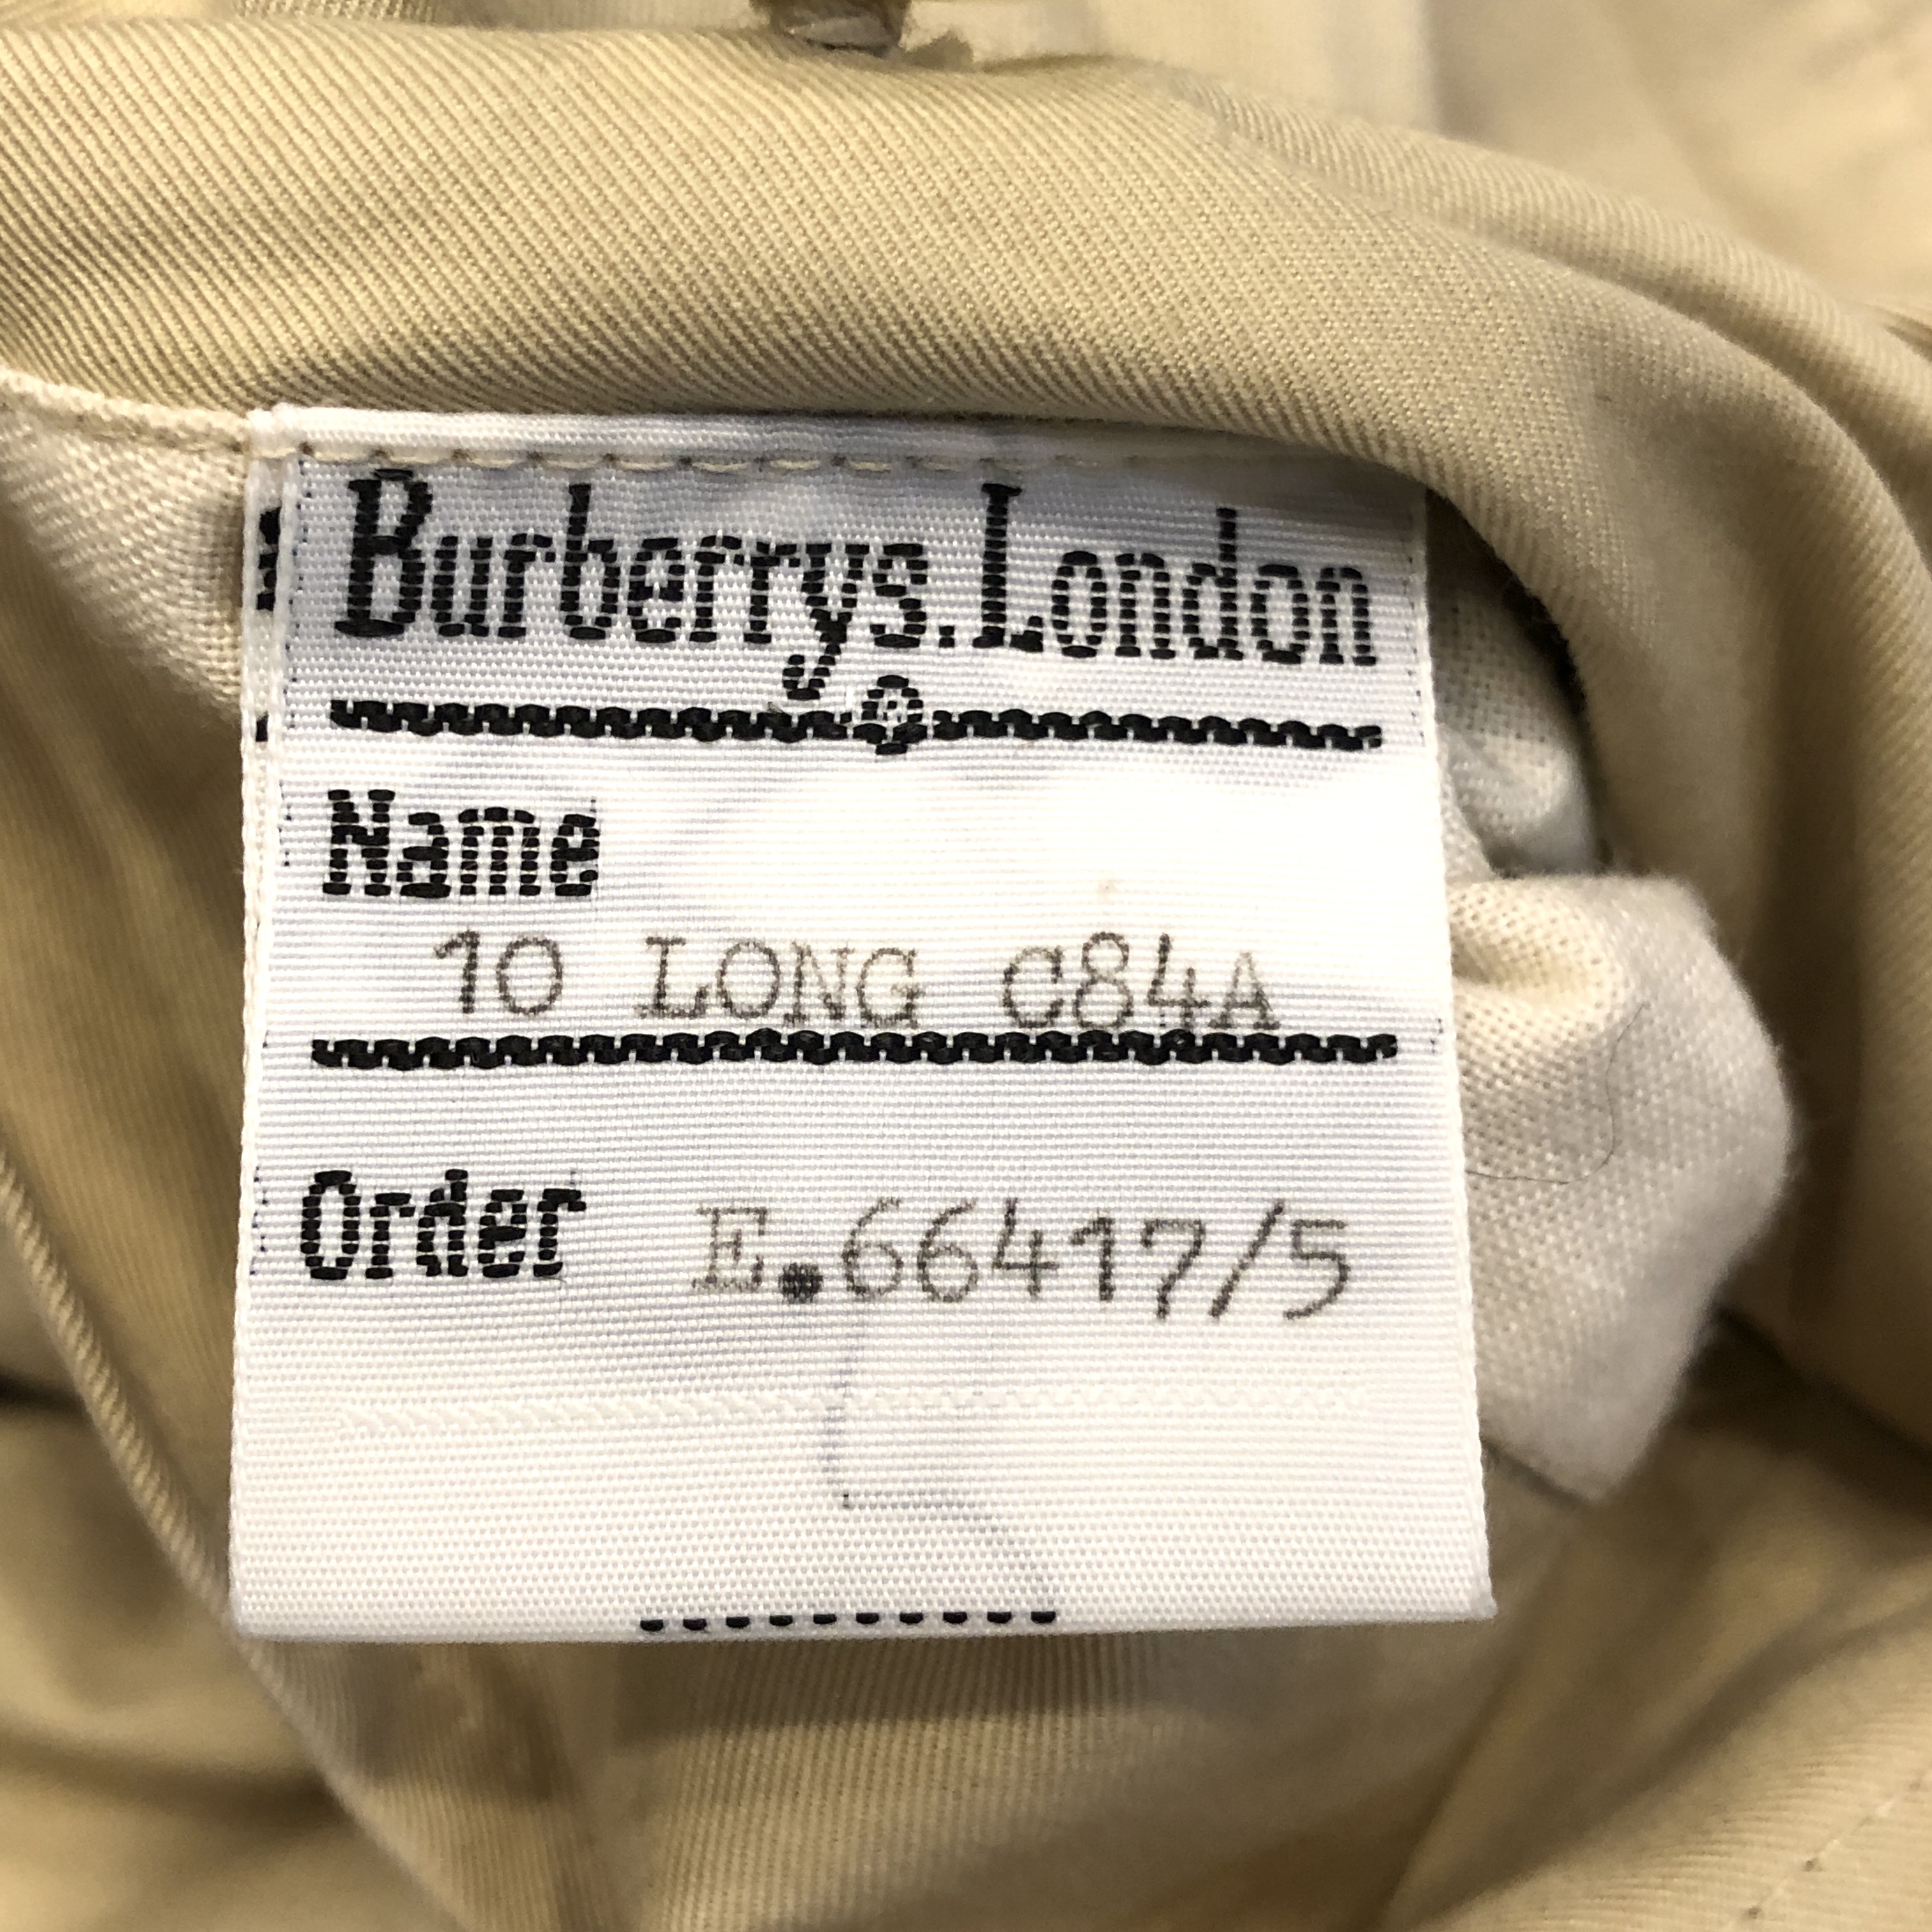 Burberrys.London
Name
10 LONG C84A
Order E.66417/5